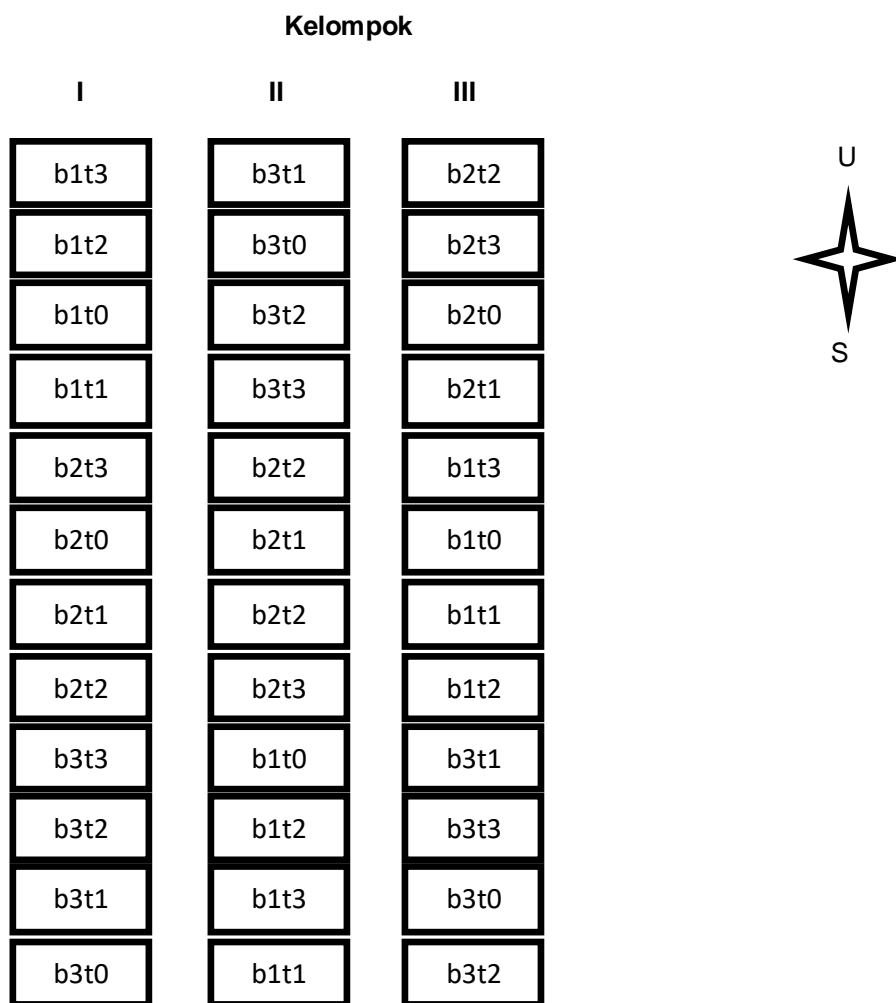 Kelompok
I II III
b1t3 b3t1 b2t2
U
b1t2 b3t0 b2t3
b1t0 b3t2 b2t0
S
b1t1 b3t3 b2t1
b2t3 b2t2 b1t3
b2t0 b2t1 b1t0
b2t1 b2t2 b1t1
b2t2 b2t3 b1t2
b3t3 b1t0 b3t1
b3t2 b1t2 b3t3
b3t1 b1t3 b3t0
b3t0 b1t1 b3t2